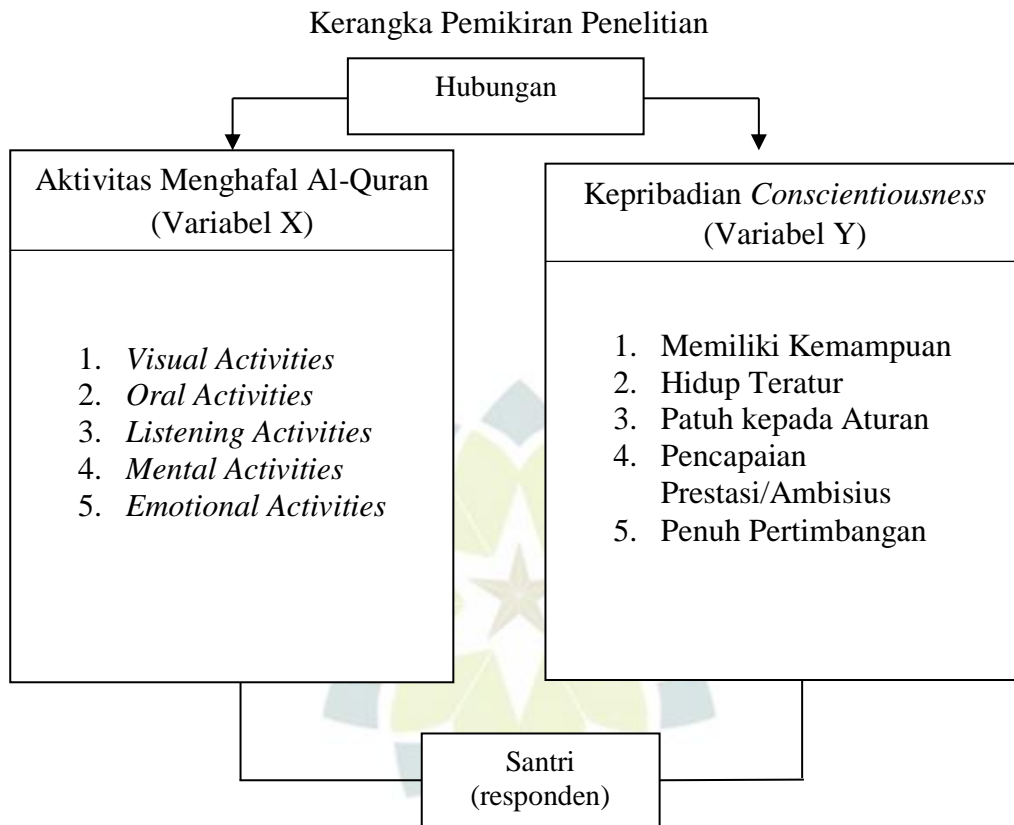 Kerangka Pemikiran Penelitian
Hubungan
Aktivitas Menghafal Al-Quran
(Variabel X)
1. Visual Activities
2. Oral Activities
3. Listening Activities
4. Mental Activities
5. Emotional Activities
Kepribadian Conscientiousness
(Variabel Y)
1. Memiliki Kemampuan
2. Hidup Teratur
3. Patuh kepada Aturan
4. Pencapaian
Prestasi/Ambisius
5. Penuh Pertimbangan
Santri
(responden)